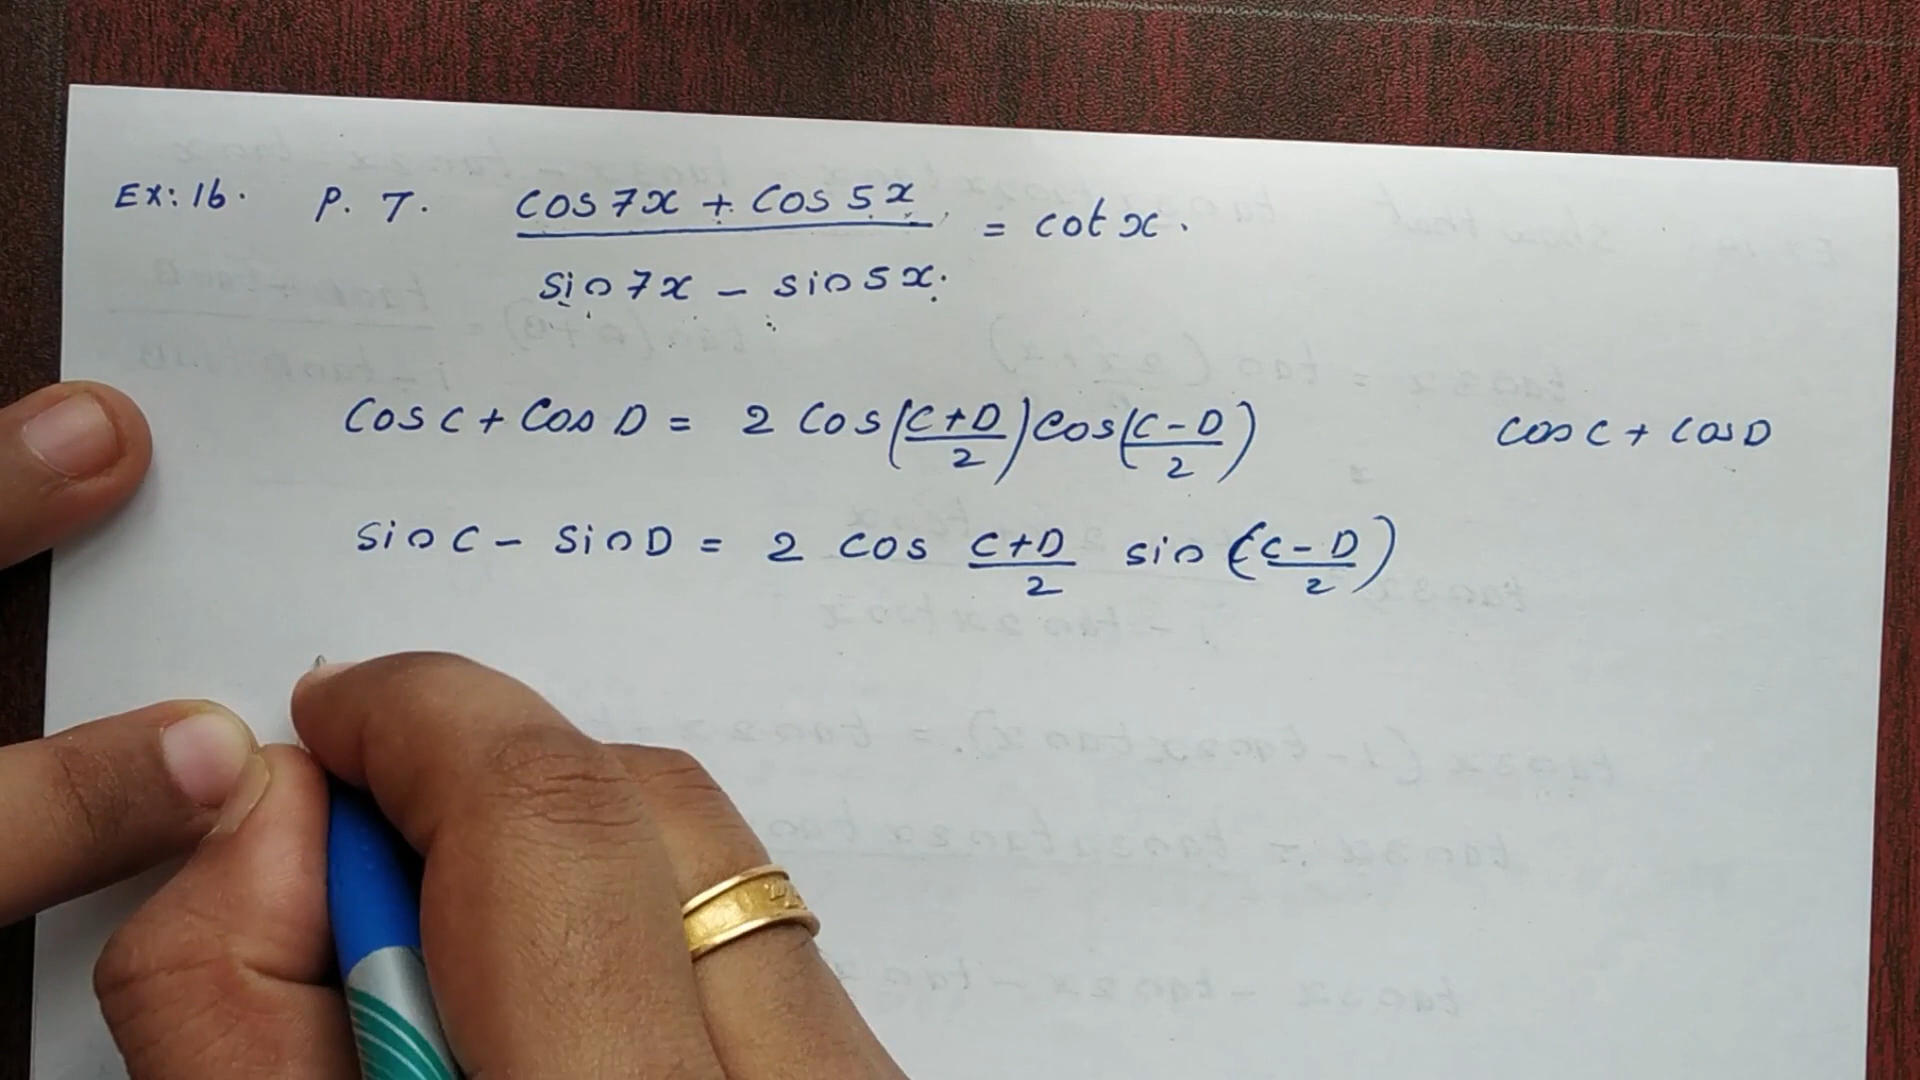 Ex: 16. P. T. cos 7x + cos 5x / sin 7x - sin 5x. = cot x.
cos C + cos D = 2 cos (C+D / 2) cos (C-D / 2) cos C + cos D
sin C - sin D = 2 cos C+D / 2 sin (C-D / 2)